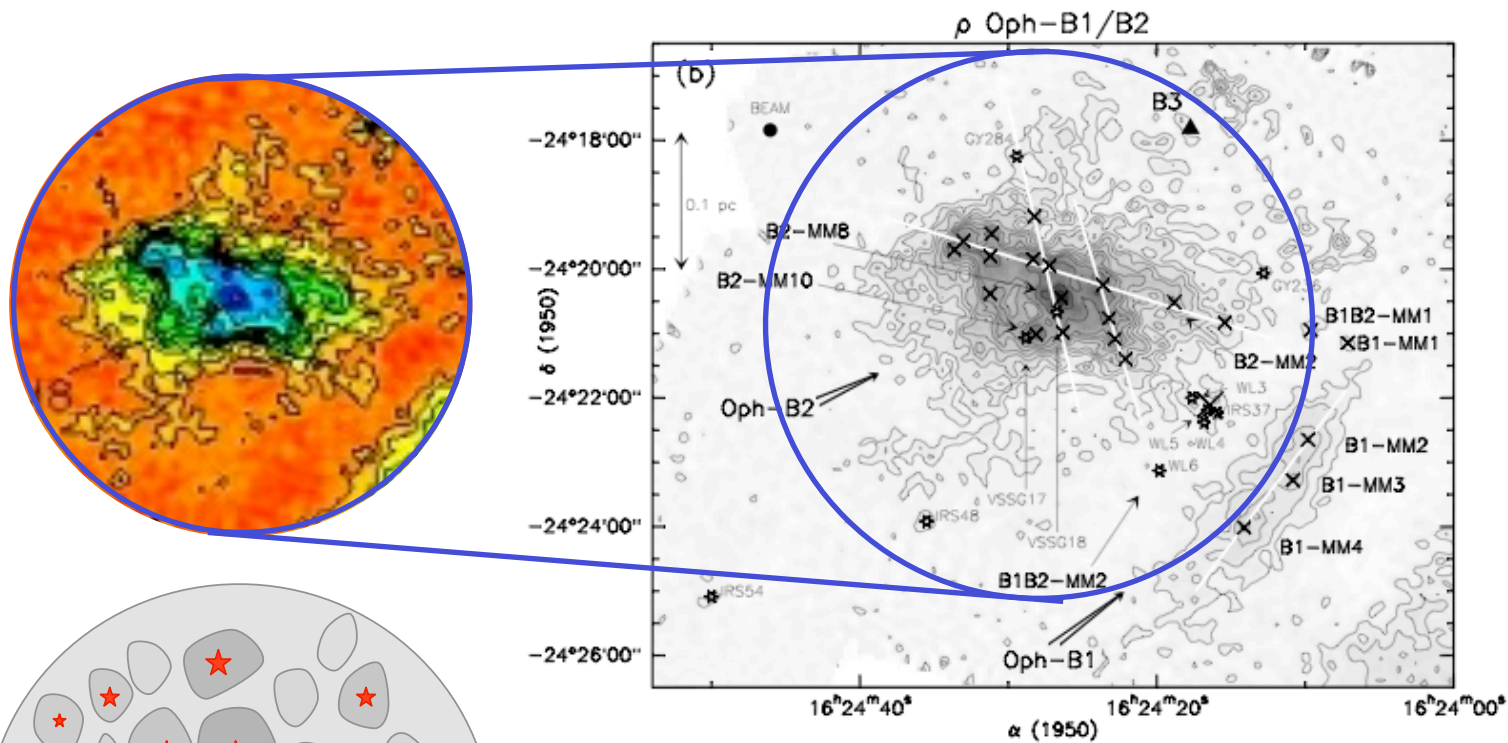 ρ Oph-B1/B2
(b)
BEAM
B3
GY284
-24°18'00"
0.1 pc
B2-MM8
-24°20'00"
B2-MM10
B1B2-MM1
B1-MM1
δ (1950)
B2-MM2
-24°22'00"
WL3
IRS37
Oph-B2
WL5
WL4
B1-MM2
WL6
B1-MM3
VSSG17
IRS48
-24°24'00"
VSSG18
B1-MM4
B1B2-MM2
IRS54
Oph-B1
-24°26'00"
16h24m40s
16h24m20s
16h24m00s
α (1950)